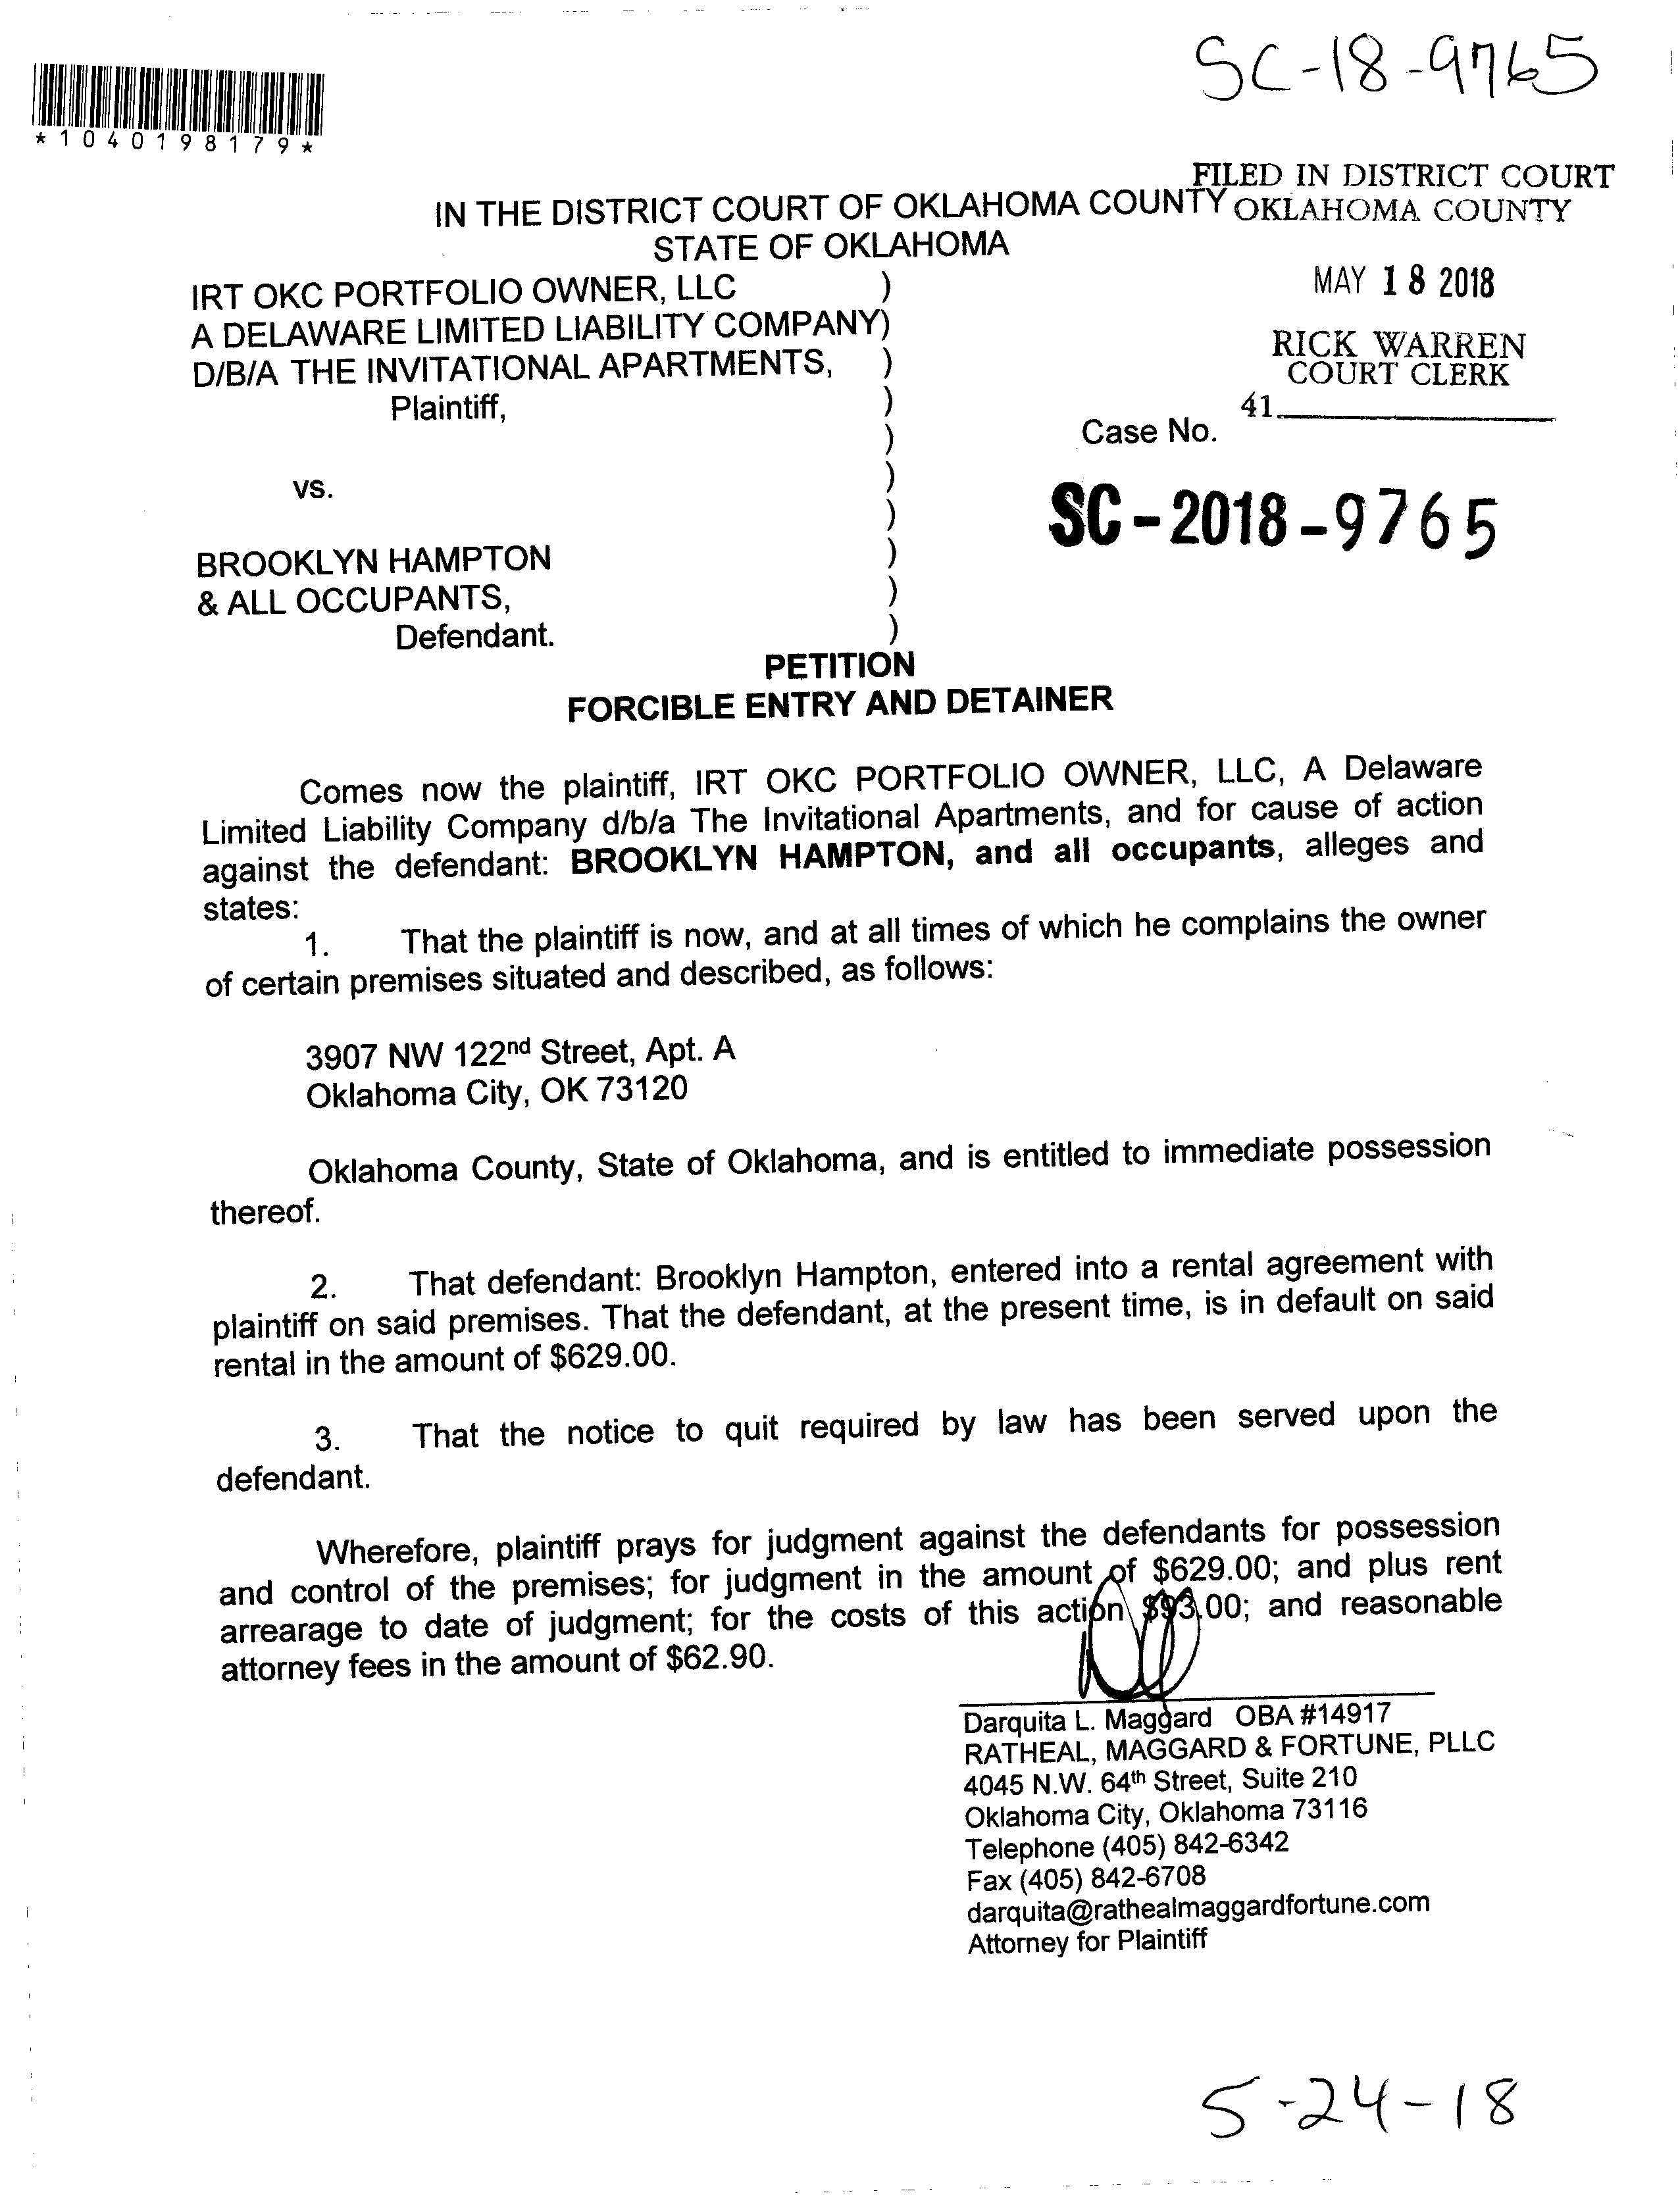 SC-18-9765
*1040198179*
FILED IN DISTRICT COURT
IN THE DISTRICT COURT OF OKLAHOMA COUNTY OKLAHOMA COUNTY
STATE OF OKLAHOMA
IRT OKC PORTFOLIO OWNER, LLC )
MAY 18 2018
A DELAWARE LIMITED LIABILITY COMPANY)
RICK WARREN
D/B/A THE INVITATIONAL APARTMENTS, )
COURT CLERK
Plaintiff, )
41
) Case No.
vs. )
) SC-2018-9765
BROOKLYN HAMPTON )
& ALL OCCUPANTS, )
Defendant. )
PETITION
FORCIBLE ENTRY AND DETAINER
Comes now the plaintiff, IRT OKC PORTFOLIO OWNER, LLC, A Delaware
Limited Liability Company d/b/a The Invitational Apartments, and for cause of action
against the defendant: BROOKLYN HAMPTON, and all occupants, alleges and
states:
1. That the plaintiff is now, and at all times of which he complains the owner
of certain premises situated and described, as follows:
3907 NW 122nd Street, Apt. A
Oklahoma City, OK 73120
Oklahoma County, State of Oklahoma, and is entitled to immediate possession
thereof.
2. That defendant: Brooklyn Hampton, entered into a rental agreement with
plaintiff on said premises. That the defendant, at the present time, is in default on said
rental in the amount of $629.00.
3. That the notice to quit required by law has been served upon the
defendant.
Wherefore, plaintiff prays for judgment against the defendants for possession
and control of the premises; for judgment in the amount of $629.00; and plus rent
arrearage to date of judgment; for the costs of this action $93.00; and reasonable
attorney fees in the amount of $62.90.
Darquita L. Maggard OBA #14917
RATHEAL, MAGGARD & FORTUNE, PLLC
4045 N.W. 64th Street, Suite 210
Oklahoma City, Oklahoma 73116
Telephone (405) 842-6342
Fax (405) 842-6708
darquita@rathealmaggardfortune.com
Attorney for Plaintiff
5-24-18